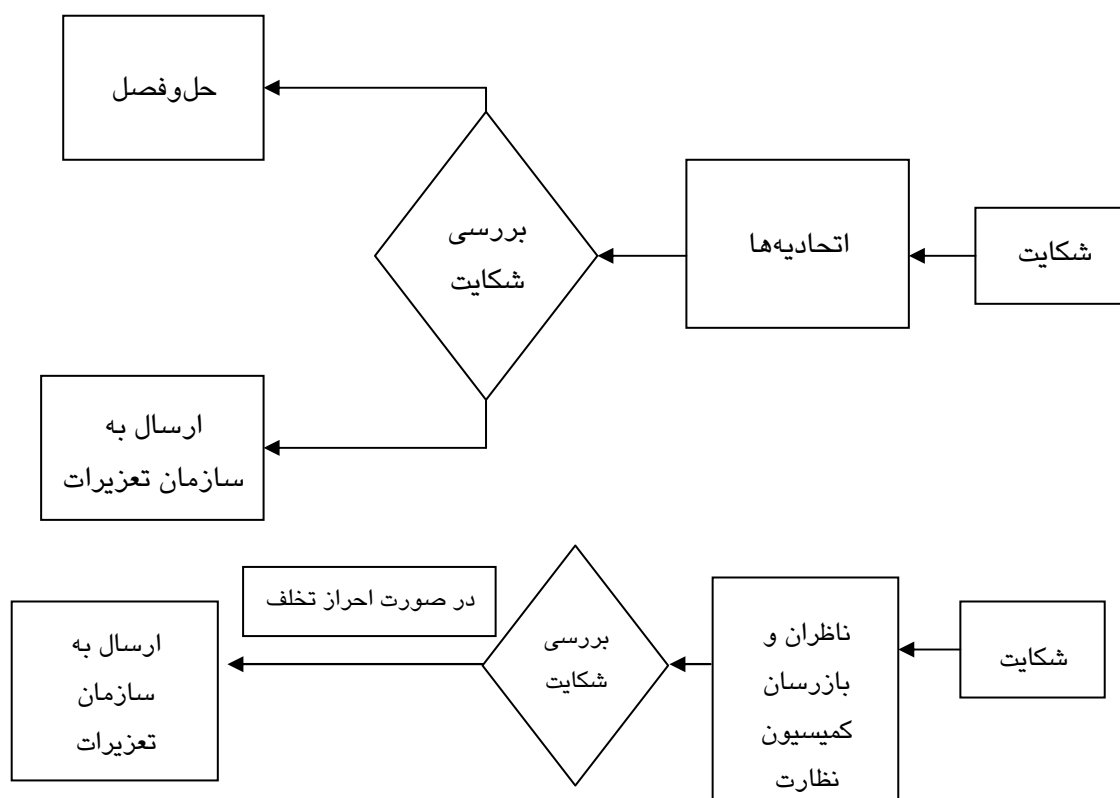 شکایت
اتحادیه‌ها
بررسی
شکایت
حل‌وفصل
ارسال به
سازمان تعزیرات
شکایت
ناظران و
بازرسان
کمیسیون
نظارت
بررسی
شکایت
در صورت احراز تخلف
ارسال به
سازمان
تعزیرات